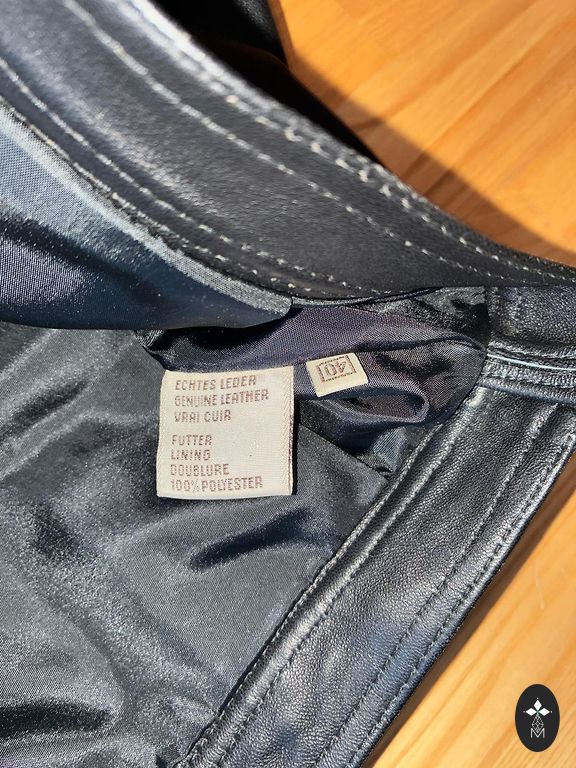 ECHTES LEDER
GENUINE LEATHER
VRAI CUIR
FUTTER
LINING
DOUBLURE
100% POLYESTER
40
M